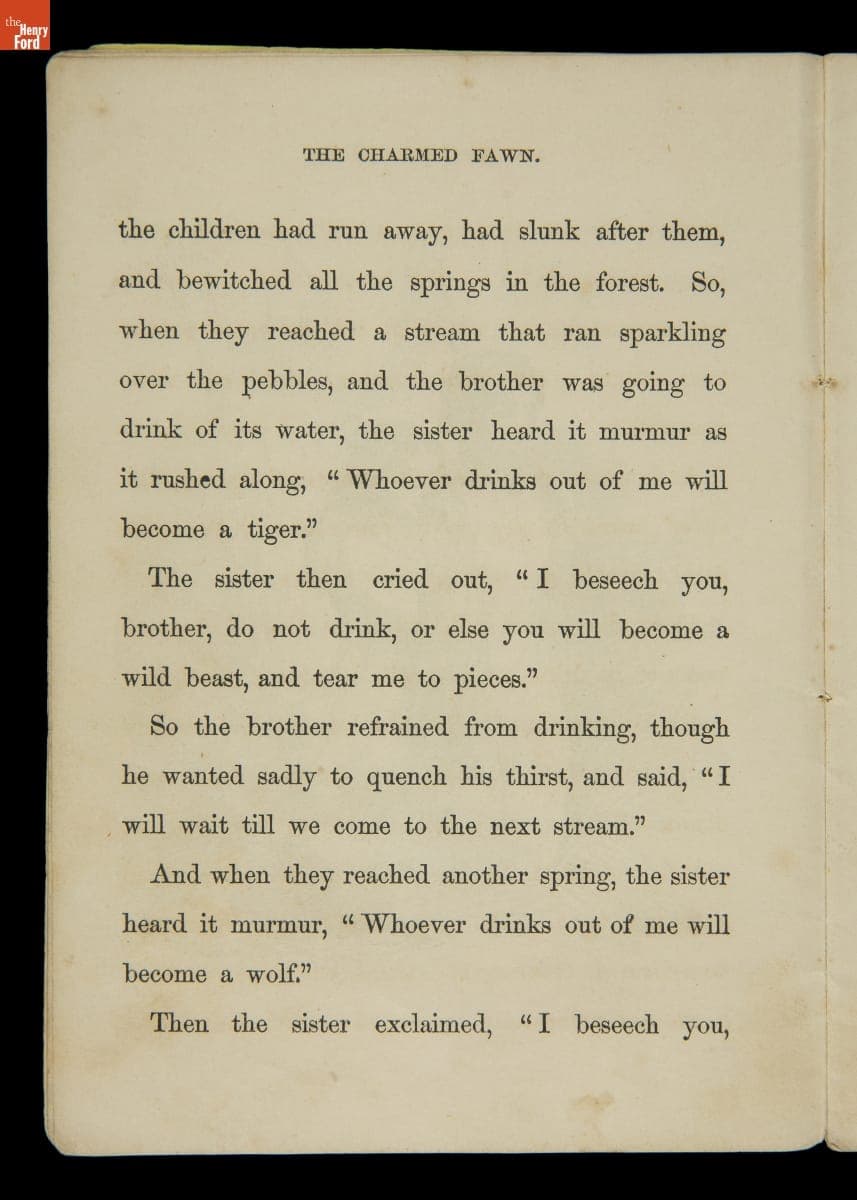 the
Henry
Ford
THE CHARMED FAWN.
the children had run away, had slunk after them,
and bewitched all the springs in the forest. So,
when they reached a stream that ran sparkling
over the pebbles, and the brother was going to
drink of its water, the sister heard it murmur as
it rushed along, “Whoever drinks out of me will
become a tiger.”
The sister then cried out, “I beseech you,
brother, do not drink, or else you will become a
wild beast, and tear me to pieces.”
So the brother refrained from drinking, though
he wanted sadly to quench his thirst, and said, “I
will wait till we come to the next stream.”
And when they reached another spring, the sister
heard it murmur, “Whoever drinks out of me will
become a wolf.”
Then the sister exclaimed, “I beseech you,